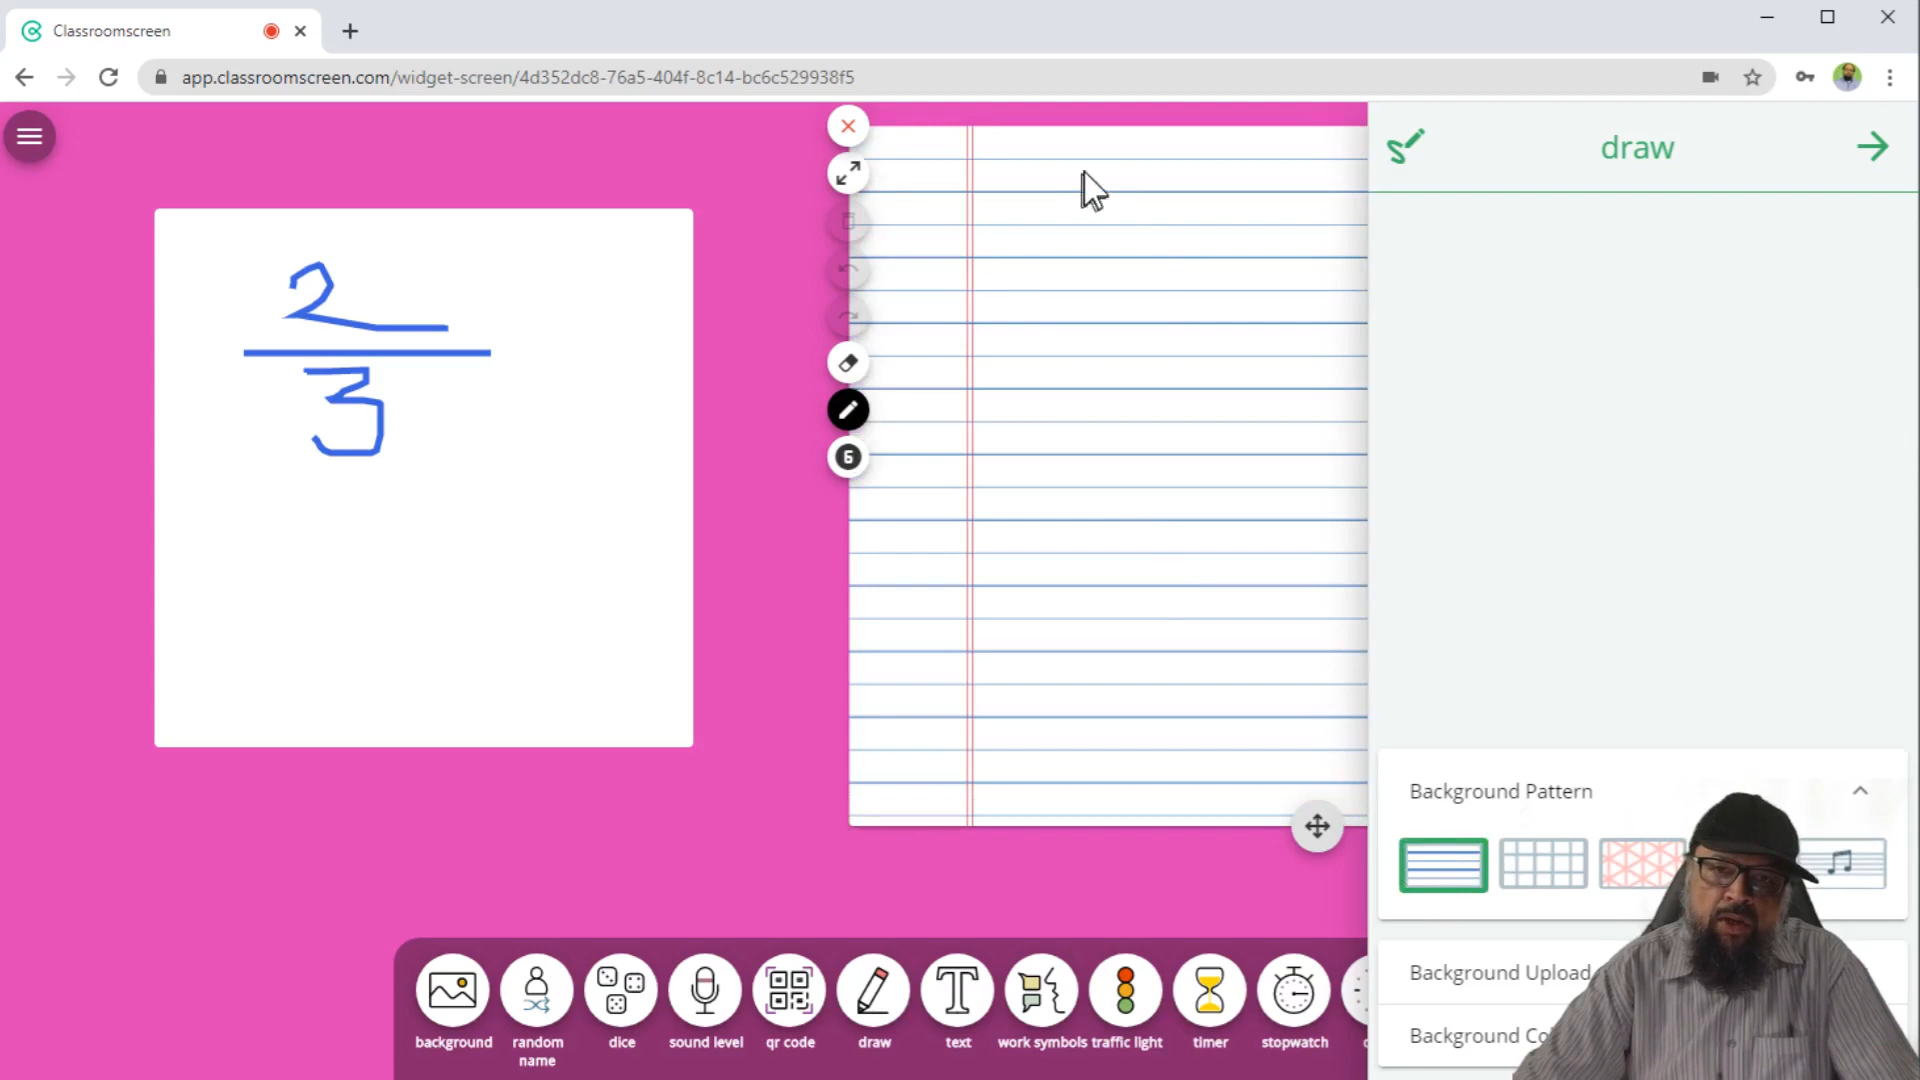 Classroomscreen
app.classroomscreen.com/widget-screen/4d352dc8-76a5-404f-8c14-bc6c529938f5
draw
2
3
6
Background Pattern
Background Upload
Background
background
random name
dice
sound level
qr code
draw
text
work symbols
traffic light
timer
stopwatch